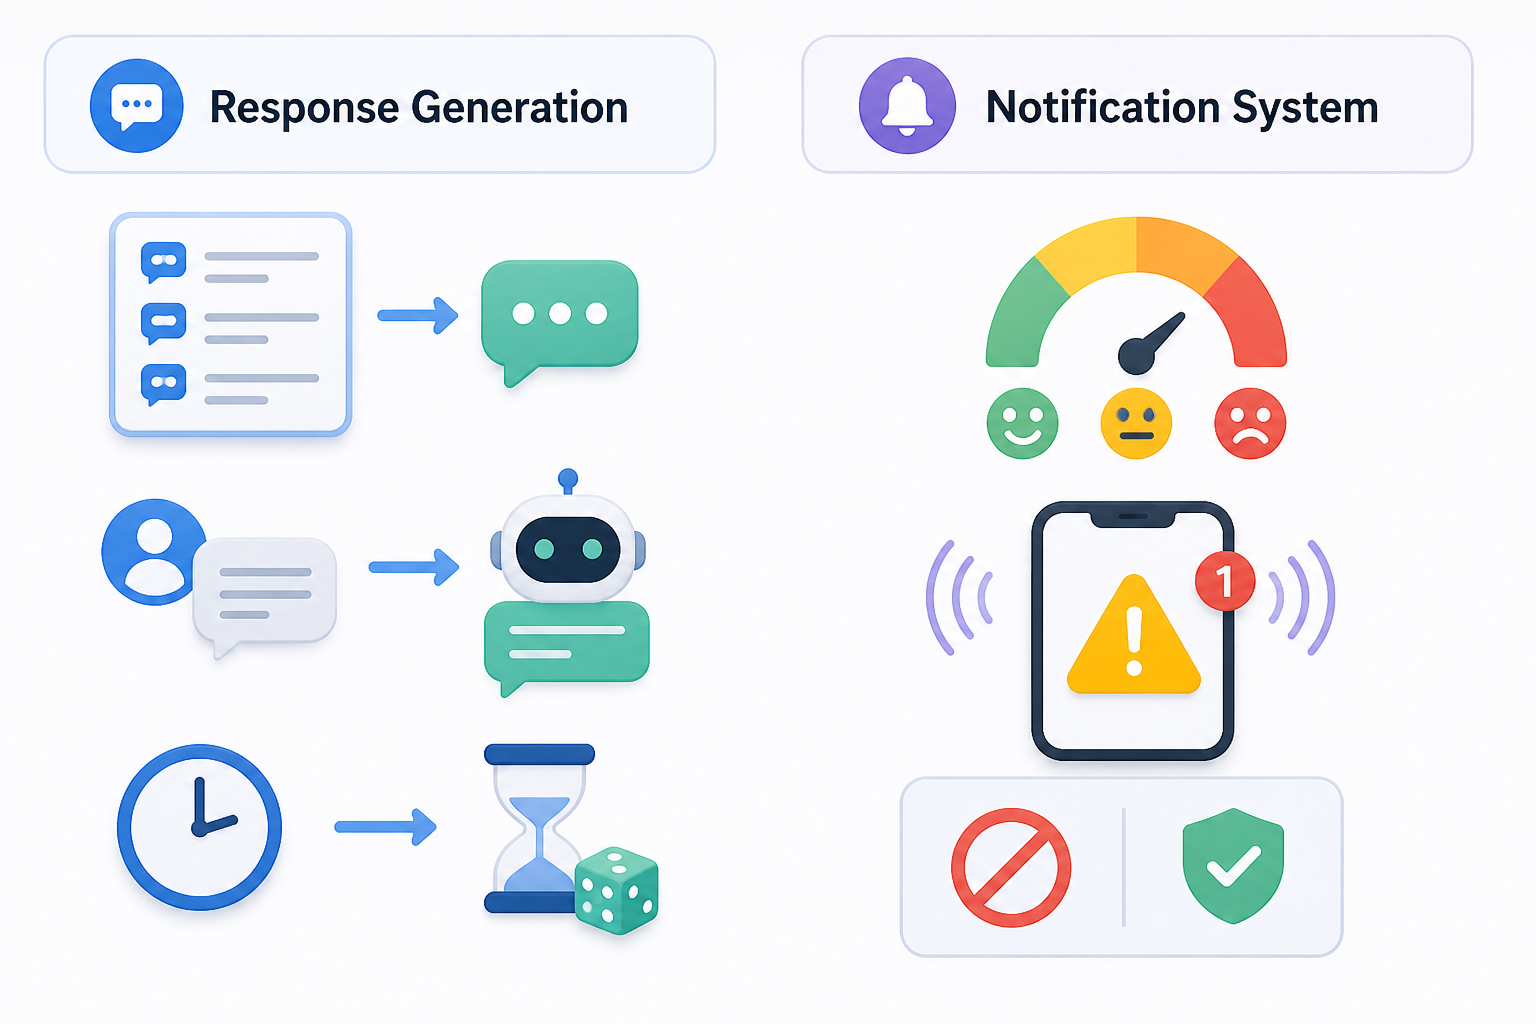 Response Generation
Notification System
1